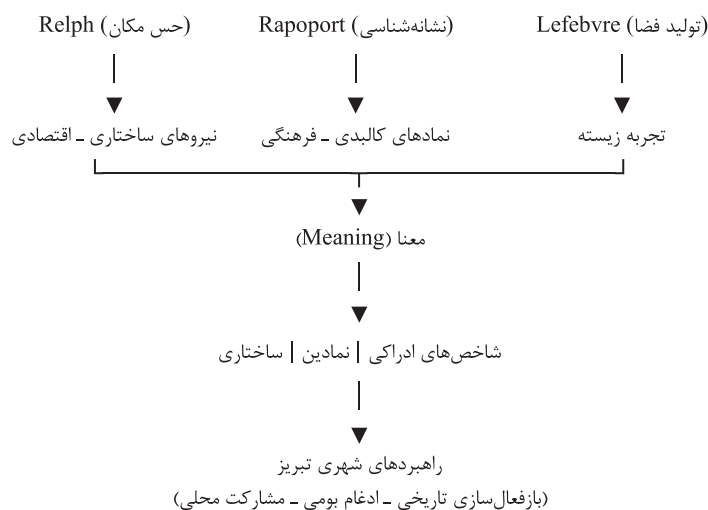 Relph (حس مکان)
Rapoport (نشانه‌شناسی)
Lefebvre (تولید فضا)
نیروهای ساختاری ـ اقتصادی
نمادهای کالبدی ـ فرهنگی
تجربه زیسته
معنا (Meaning)
شاخص‌های ادراکی | نمادین | ساختاری
راهبردهای شهری تبریز
(بازفعال‌سازی تاریخی ـ ادغام بومی ـ مشارکت محلی)